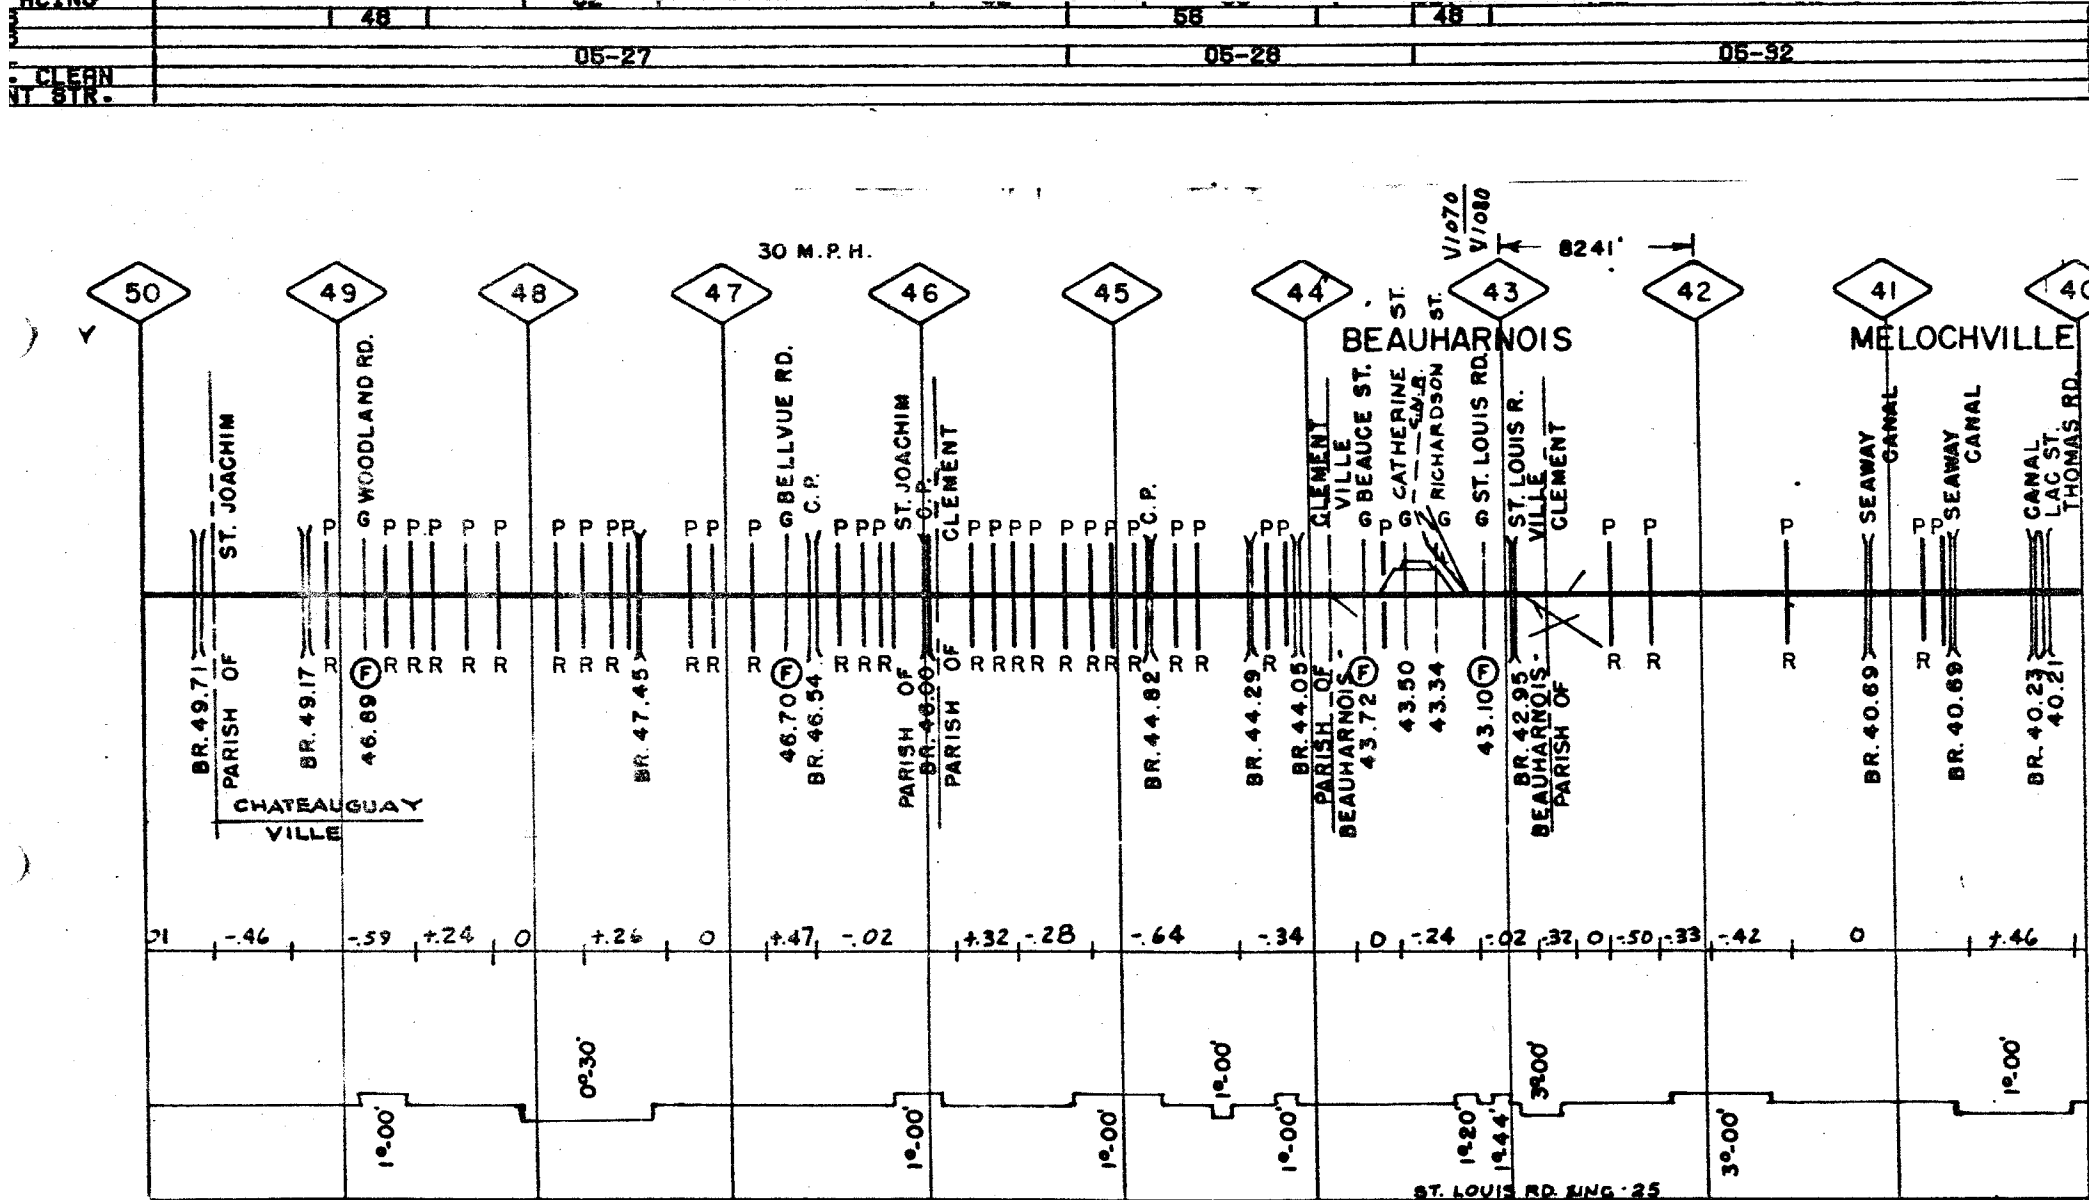 48 58 48
05-27 05-28 05-32
CLEAN
NT STR.
V1070
V1080
30 M.P.H. 8241'
50 49 48 47 46 45 44 43 42 41 40
Y
BEAUHARNOIS MELOCHVILLE
ST. JOACHIM
G WOODLAND RD.
G BELLVUE RD.
C.P.
ST. JOACHIM
C.P.
CLEMENT
C.P.
CLEMENT
VILLE
G BEAUCE ST.
G CATHERINE ST.
C.N.R.
G RICHARDSON ST.
G ST. LOUIS RD.
ST. LOUIS R.
VILLE
CLEMENT
SEAWAY
CANAL
SEAWAY
CANAL
CANAL
LAC ST.
THOMAS RD.
P P P P P P P P P P P P P P P P P P P P P P P P P P P P P P P P P P
R R R R R R R R R R R R R R R R R R R R R R R R R R R R R
F F F F
BR. 49.71
PARISH OF
BR. 49.17
46.89
BR. 47.45
46.70
BR. 46.54
PARISH OF
BR. 46.00
PARISH OF
BR. 44.82
BR. 44.29
BR. 44.05
PARISH OF
BEAUHARNOIS-
43.72
43.50
43.34
43.10
BR. 42.95
BEAUHARNOIS-
PARISH OF
BR. 40.69
BR. 40.69
BR. 40.23
40.21
CHATEAUGUAY
VILLE
01 -.46 -.59 +.24 0 +.26 0 +.47 -.02 +.32 -.28 -.64 -.34 0 -.24 -.02 -.32 0 -.50 -.33 -.42 0 +.46
0°-30' 1°-00' 3°00' 1°-00'
1°-00' 1°-00' 1°-00' 1°-00' 1°20' 1°44' 3°-00'
ST. LOUIS RD. SDNG - 25